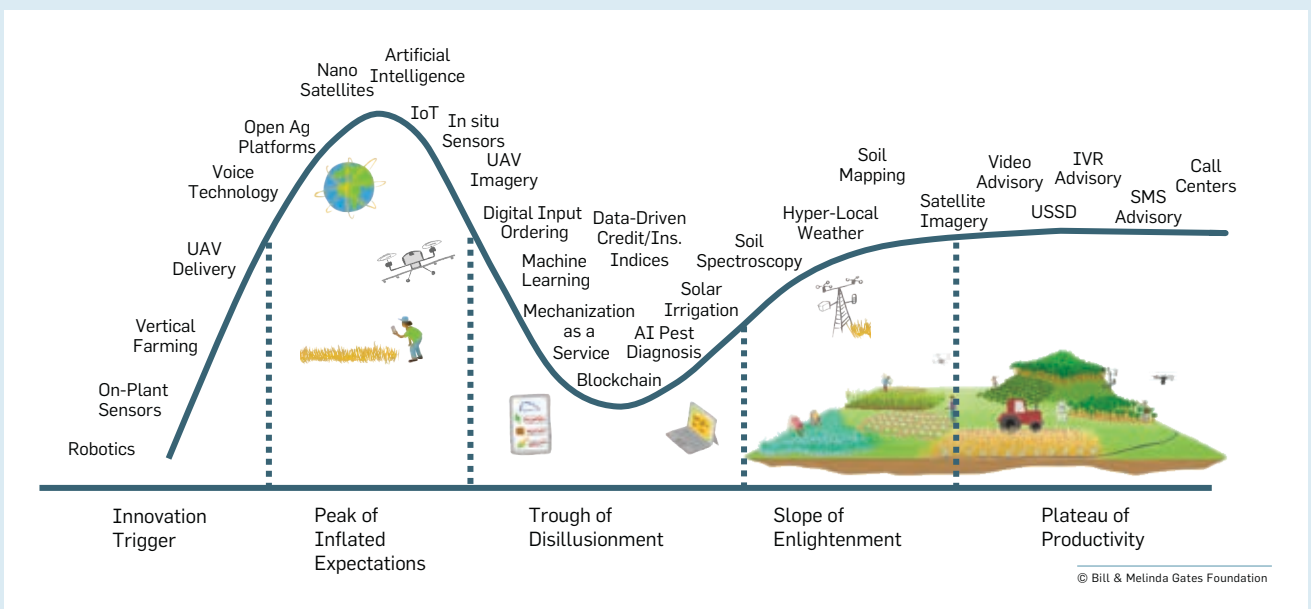 Artificial
Intelligence
Nano
Satellites
IoT
In situ
Sensors
Open Ag
Platforms
UAV
Imagery
Voice
Technology
UAV
Delivery
Vertical
Farming
On-Plant
Sensors
Robotics
Digital Input
Ordering
Data-Driven
Credit/Ins.
Indices
Machine
Learning
Mechanization
as a
Service
AI Pest
Diagnosis
Blockchain
Solar
Irrigation
Soil
Spectroscopy
Hyper-Local
Weather
Soil
Mapping
Satellite
Imagery
Video
Advisory
USSD
IVR
Advisory
SMS
Advisory
Call
Centers
Innovation
Trigger
Peak of
Inflated
Expectations
Trough of
Disillusionment
Slope of
Enlightenment
Plateau of
Productivity
© Bill & Melinda Gates Foundation